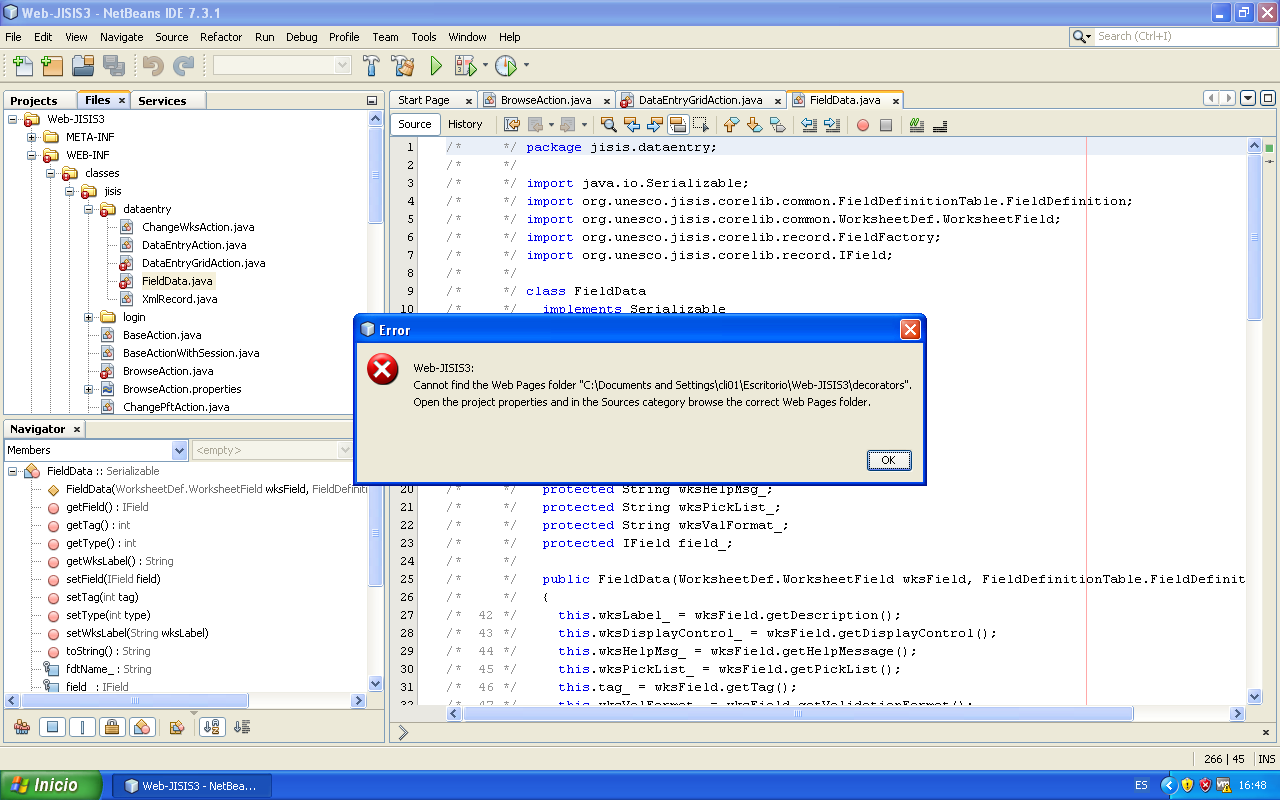 Web-JISIS3 - NetBeans IDE 7.3.1
File Edit View Navigate Source Refactor Run Debug Profile Team Tools Window Help
Search (Ctrl+I)
Projects Files Services
Web-JISIS3
META-INF
WEB-INF
classes
jisis
dataentry
ChangeWksAction.java
DataEntryAction.java
DataEntryGridAction.java
FieldData.java
XmlRecord.java
login
BaseAction.java
BaseActionWithSession.java
BrowseAction.java
BrowseAction.properties
ChangePftAction.java
Navigator
Members
<empty>
FieldData :: Serializable
FieldData(WorksheetDef.WorksheetField wksField, FieldDefiniti
getField() : IField
getTag() : int
getType() : int
getWksLabel() : String
setField(IField field)
setTag(int tag)
setType(int type)
setWksLabel(String wksLabel)
toString() : String
fdtName_ : String
field_ : IField
Start Page BrowseAction.java DataEntryGridAction.java FieldData.java
Source History
1 /* */ package jisis.dataentry;
2 /* */
3 /* */ import java.io.Serializable;
4 /* */ import org.unesco.jisis.corelib.common.FieldDefinitionTable.FieldDefinition;
5 /* */ import org.unesco.jisis.corelib.common.WorksheetDef.WorksheetField;
6 /* */ import org.unesco.jisis.corelib.record.FieldFactory;
7 /* */ import org.unesco.jisis.corelib.record.IField;
8 /* */
9 /* */ class FieldData
10 /* */ implements Serializable
Error
Web-JISIS3:
Cannot find the Web Pages folder "C:\Documents and Settings\cli01\Escritorio\Web-JISIS3\decorators".
Open the project properties and in the Sources category browse the correct Web Pages folder.
OK
20 /* */ protected String wksHelpMsg_;
21 /* */ protected String wksPickList_;
22 /* */ protected String wksValFormat_;
23 /* */ protected IField field_;
24 /* */
25 /* */ public FieldData(WorksheetDef.WorksheetField wksField, FieldDefinitionTable.FieldDefinit
26 /* */ {
27 /* 42 */ this.wksLabel_ = wksField.getDescription();
28 /* 43 */ this.wksDisplayControl_ = wksField.getDisplayControl();
29 /* 44 */ this.wksHelpMsg_ = wksField.getHelpMessage();
30 /* 45 */ this.wksPickList_ = wksField.getPickList();
31 /* 46 */ this.tag_ = wksField.getTag();
32 /* 47 */ this.wksValFormat_ = wksField.getValidationFormat();
266 | 45 INS
Inicio
Web-JISIS3 - NetBea...
ES
16:48